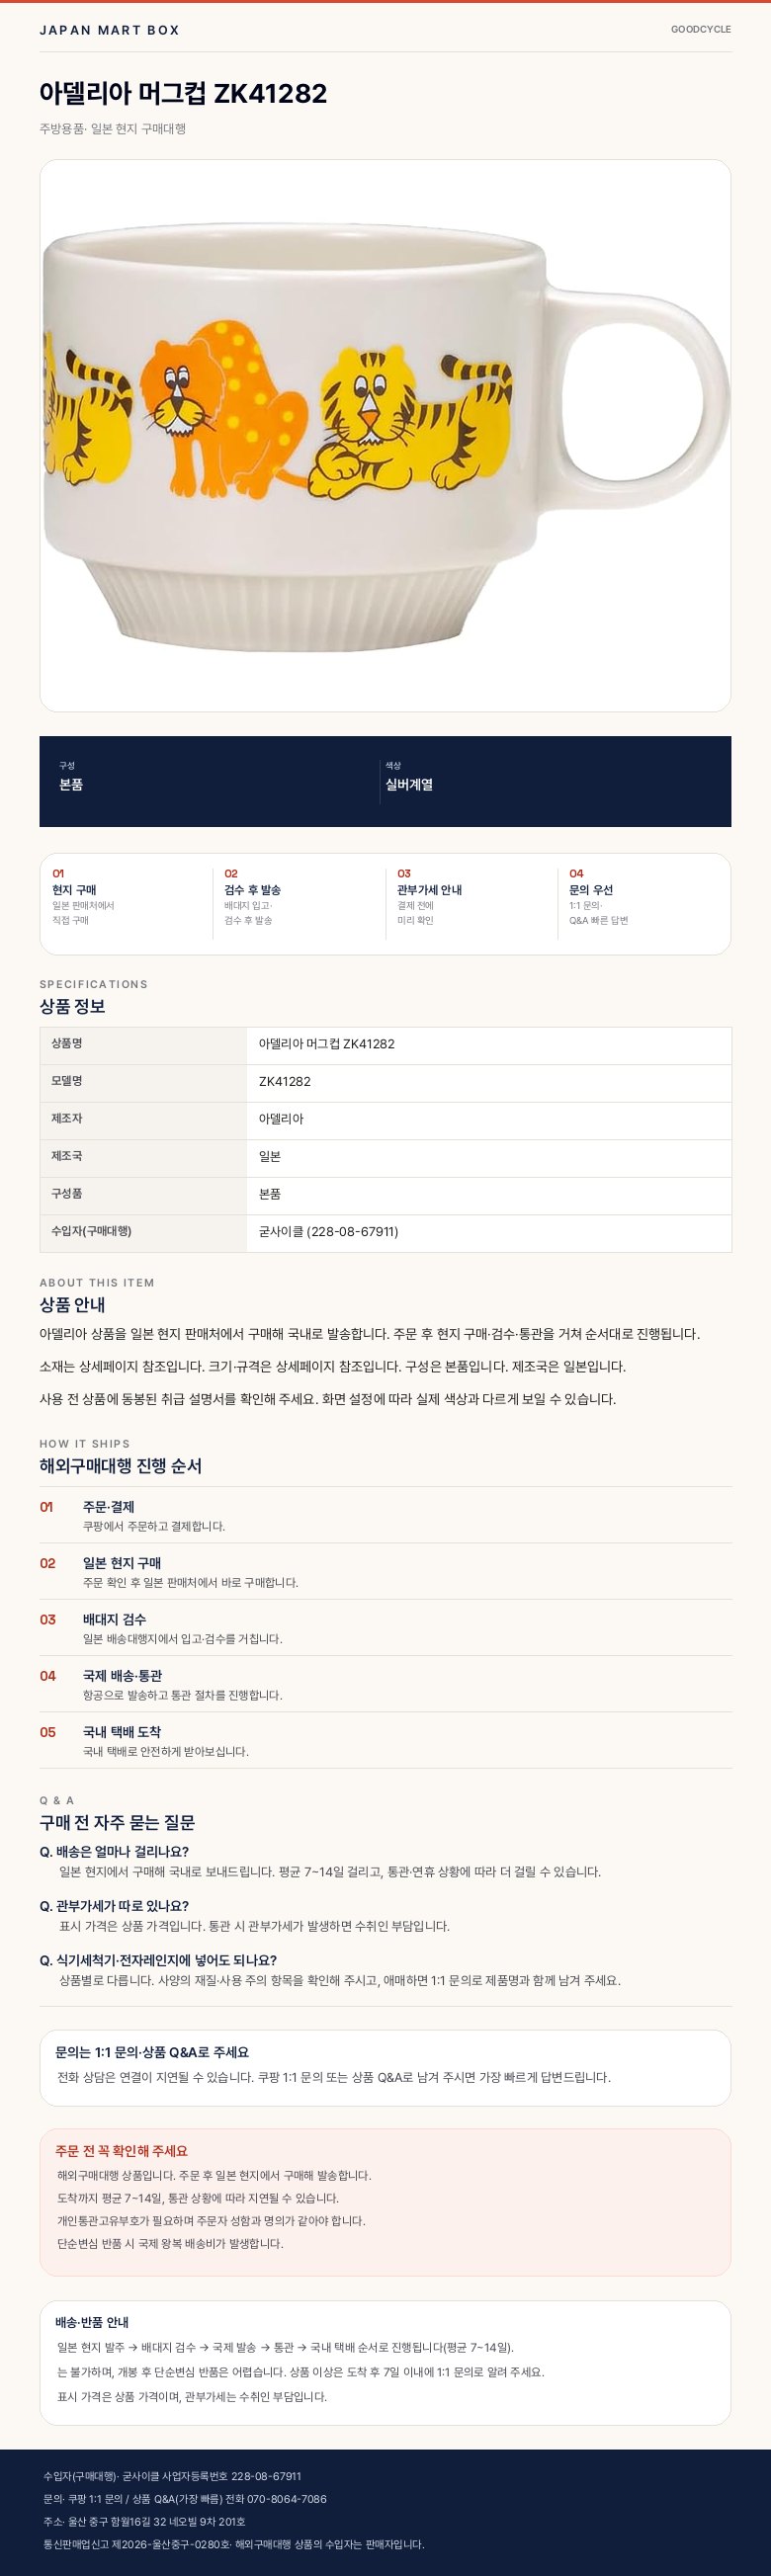 JAPAN MART BOX
GOODCYCLE
아델리아 머그컵 ZK41282
주방용품· 일본 현지 구매대행
구성
본품
색상
실버계열
01
현지 구매
일본 판매처에서
직접 구매
02
검수 후 발송
배대지 입고·
검수 후 발송
03
관부가세 안내
결제 전에
미리 확인
04
문의 우선
1:1 문의·
Q&A 빠른 답변
SPECIFICATIONS
상품 정보
상품명 아델리아 머그컵 ZK41282
모델명 ZK41282
제조자 아델리아
제조국 일본
구성품 본품
수입자(구매대행) 굳사이클 (228-08-67911)
ABOUT THIS ITEM
상품 안내
아델리아 상품을 일본 현지 판매처에서 구매해 국내로 발송합니다. 주문 후 현지 구매·검수·통관을 거쳐 순서대로 진행됩니다.
소재는 상세페이지 참조입니다. 크기·규격은 상세페이지 참조입니다. 구성은 본품입니다. 제조국은 일본입니다.
사용 전 상품에 동봉된 취급 설명서를 확인해 주세요. 화면 설정에 따라 실제 색상과 다르게 보일 수 있습니다.
HOW IT SHIPS
해외구매대행 진행 순서
01 주문·결제
쿠팡에서 주문하고 결제합니다.
02 일본 현지 구매
주문 확인 후 일본 판매처에서 바로 구매합니다.
03 배대지 검수
일본 배송대행지에서 입고·검수를 거칩니다.
04 국제 배송·통관
항공으로 발송하고 통관 절차를 진행합니다.
05 국내 택배 도착
국내 택배로 안전하게 받아보십니다.
Q & A
구매 전 자주 묻는 질문
Q. 배송은 얼마나 걸리나요?
일본 현지에서 구매해 국내로 보내드립니다. 평균 7~14일 걸리고, 통관·연휴 상황에 따라 더 걸릴 수 있습니다.
Q. 관부가세가 따로 있나요?
표시 가격은 상품 가격입니다. 통관 시 관부가세가 발생하면 수취인 부담입니다.
Q. 식기세척기·전자레인지에 넣어도 되나요?
상품별로 다릅니다. 사양의 재질·사용 주의 항목을 확인해 주시고, 애매하면 1:1 문의로 제품명과 함께 남겨 주세요.
문의는 1:1 문의·상품 Q&A로 주세요
전화 상담은 연결이 지연될 수 있습니다. 쿠팡 1:1 문의 또는 상품 Q&A로 남겨 주시면 가장 빠르게 답변드립니다.
주문 전 꼭 확인해 주세요
해외구매대행 상품입니다. 주문 후 일본 현지에서 구매해 발송합니다.
도착까지 평균 7~14일, 통관 상황에 따라 지연될 수 있습니다.
개인통관고유부호가 필요하며 주문자 성함과 명의가 같아야 합니다.
단순변심 반품 시 국제 왕복 배송비가 발생합니다.
배송·반품 안내
일본 현지 발주 → 배대지 검수 → 국제 발송 → 통관 → 국내 택배 순서로 진행됩니다(평균 7~14일).
는 불가하며, 개봉 후 단순변심 반품은 어렵습니다. 상품 이상은 도착 후 7일 이내에 1:1 문의로 알려 주세요.
표시 가격은 상품 가격이며, 관부가세는 수취인 부담입니다.
수입자(구매대행)· 굳사이클 사업자등록번호 228-08-67911
문의· 쿠팡 1:1 문의 / 상품 Q&A(가장 빠름) 전화 070-8064-7086
주소· 울산 중구 함월16길 32 네오빌 9차 201호
통신판매업신고 제2026-울산중구-0280호· 해외구매대행 상품의 수입자는 판매자입니다.